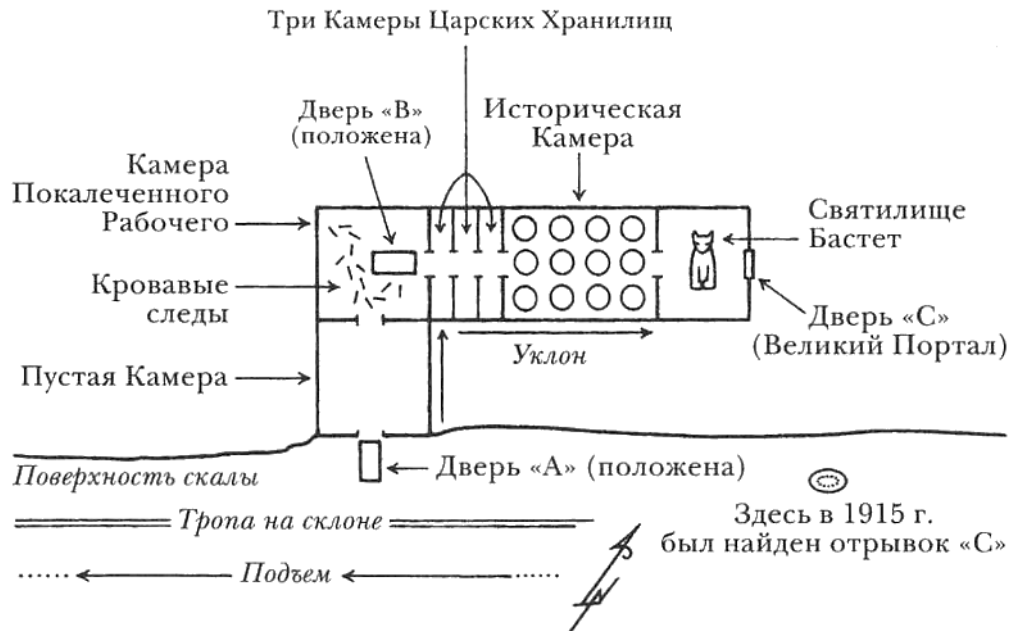 Три Камеры Царских Хранилищ
Дверь «В»
(положена)
Историческая
Камера
Камера
Покалеченного
Рабочего
Святилище
Бастет
Кровавые
следы
Дверь «С»
(Великий Портал)
Уклон
Пустая Камера
Дверь «А» (положена)
Поверхность скалы
Здесь в 1915 г.
был найден отрывок «С»
Тропа на склоне
Подъем